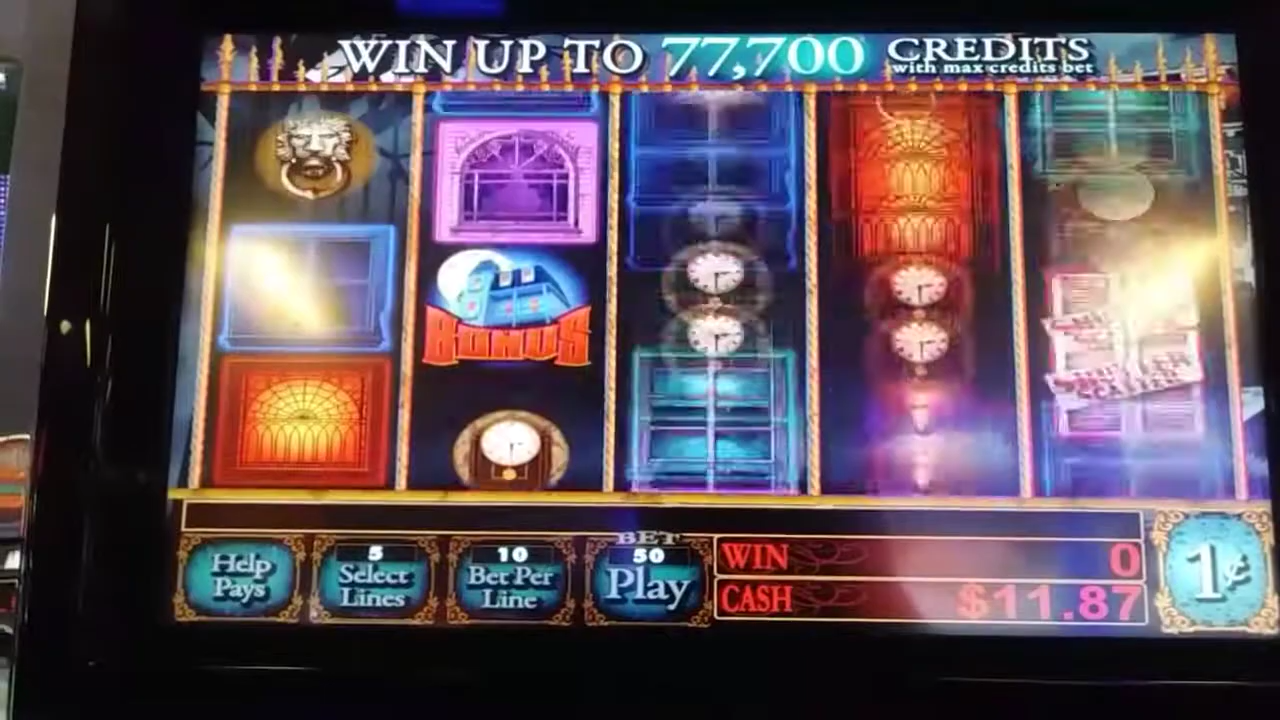 WIN UP TO 77,700 CREDITS
with max credits bet
BONUS
Help
Pays
5
Select
Lines
10
Bet Per
Line
BET
50
Play
WIN 0
CASH $11.87
1¢